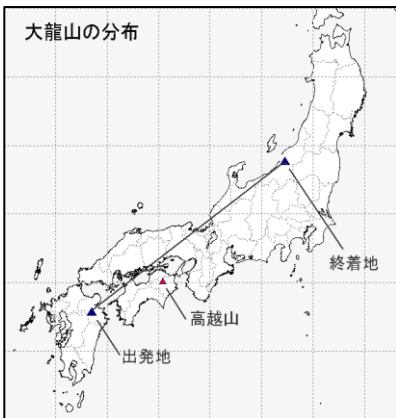 大龍山の分布
終着地
高越山
出発地